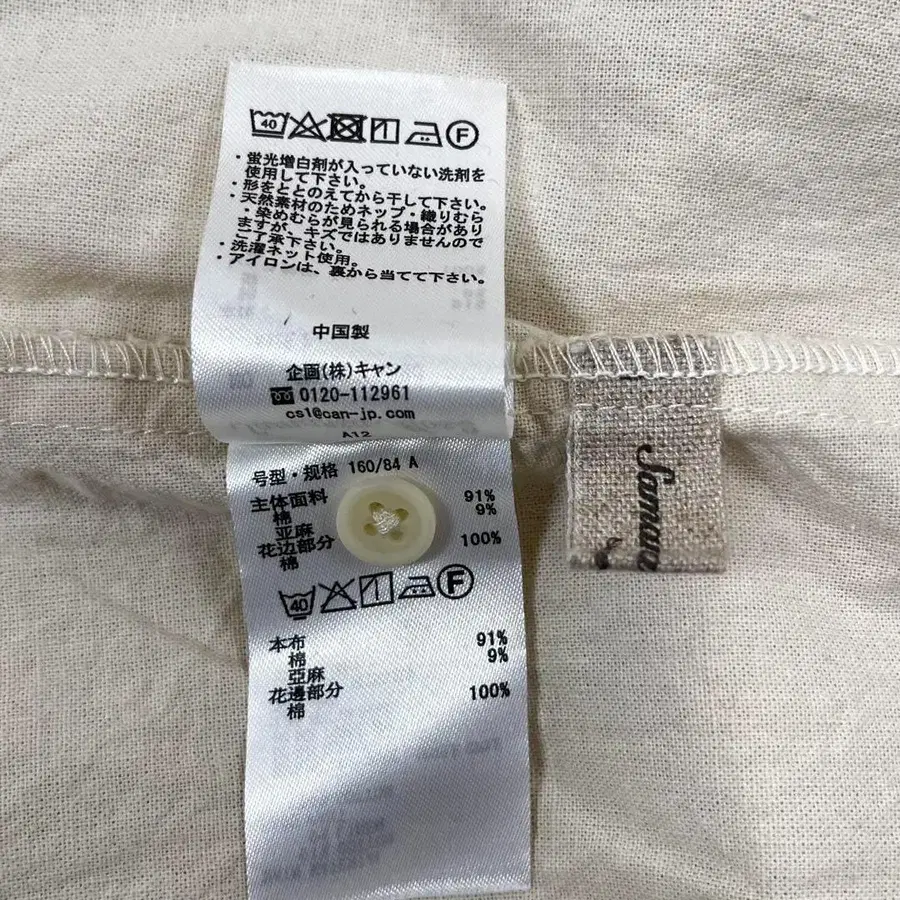 40 F
・蛍光増白剤が入っていない洗剤を
使用して下さい。
・形をととのえてから干して下さい。
・天然素材のためネップ・織りむら
・染めむらが見られる場合があり
ますが、キズではありませんので
ご了承下さい。
・洗濯ネット使用。
・アイロンは、裏から当てて下さい。
中国製
企画(株)キャン
0120-112961
cs1@can-jp.com
A12
号型・规格 160/84 A
主体面料
棉 91%
亚麻 9%
花边部分
棉 100%
40 F
本布
棉 91%
亞麻 9%
花邊部分
棉 100%